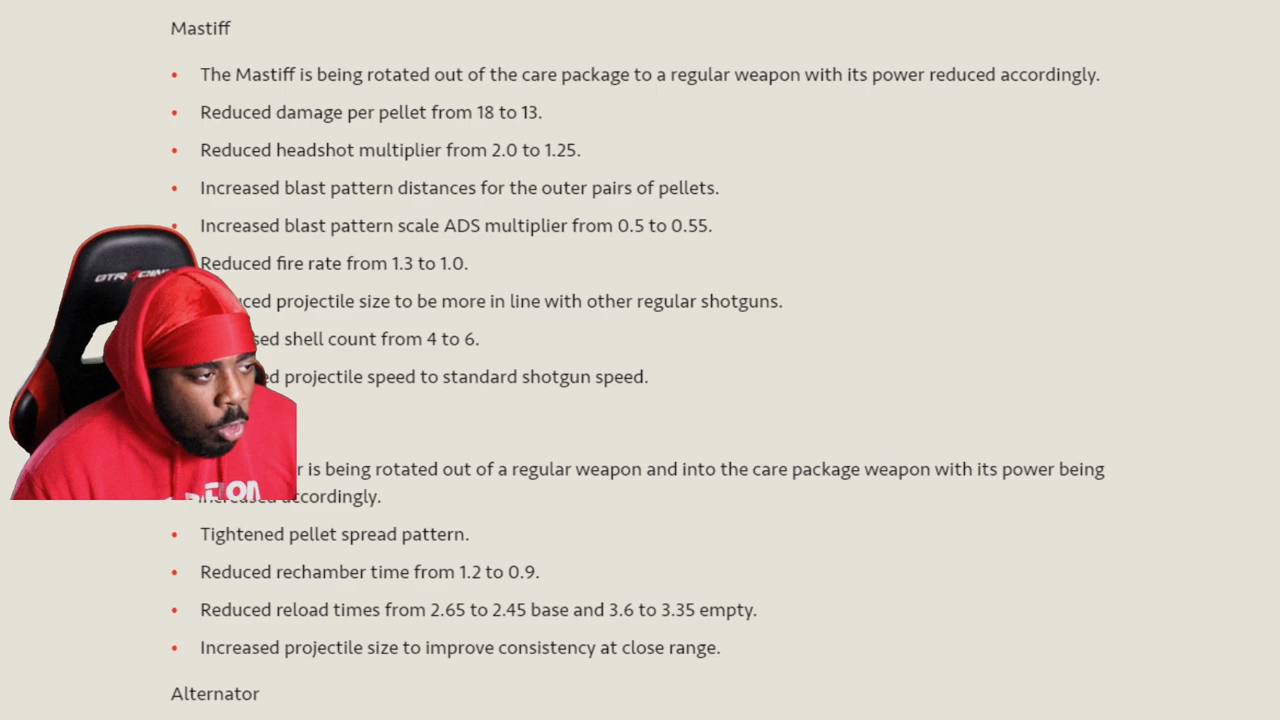 Mastiff
• The Mastiff is being rotated out of the care package to a regular weapon with its power reduced accordingly.
• Reduced damage per pellet from 18 to 13.
• Reduced headshot multiplier from 2.0 to 1.25.
• Increased blast pattern distances for the outer pairs of pellets.
• Increased blast pattern scale ADS multiplier from 0.5 to 0.55.
Reduced fire rate from 1.3 to 1.0.
projectile size to be more in line with other regular shotguns.
shell count from 4 to 6.
projectile speed to standard shotgun speed.
is being rotated out of a regular weapon and into the care package weapon with its power being
accordingly.
• Tightened pellet spread pattern.
• Reduced rechamber time from 1.2 to 0.9.
• Reduced reload times from 2.65 to 2.45 base and 3.6 to 3.35 empty.
• Increased projectile size to improve consistency at close range.
Alternator